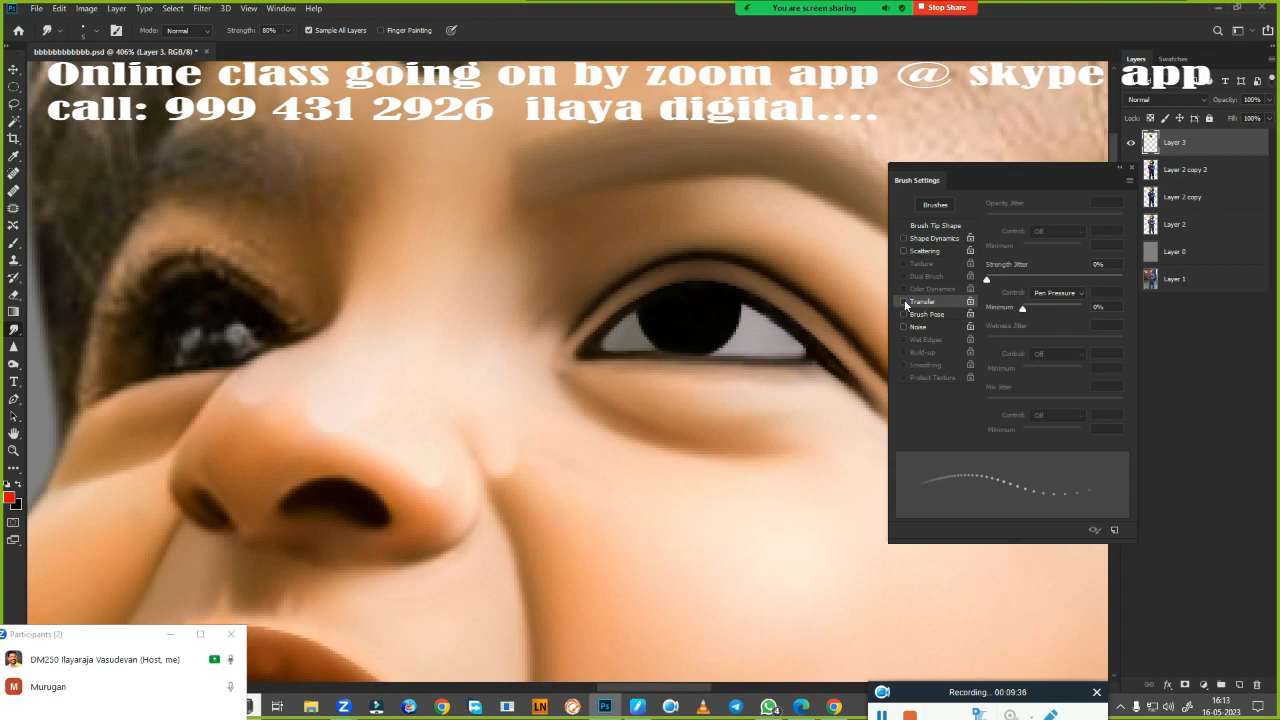 Ps File Edit Image Layer Type Select Filter 3D View Window Help
You are screen sharing Stop Share
5 Mode: Normal Strength: 80% Sample All Layers Finger Painting
bbbbbbbbbbbb.psd @ 406% (Layer 3, RGB/8) *
Online class going on by zoom app @ skype app
call: 999 431 2926 ilaya digital....
Layers Swatches
Normal Opacity: 100%
Lock: Fill: 100%
Layer 3
Layer 2 copy 2
Layer 2 copy
Layer 2
Layer 0
Layer 1
Brush Settings
Brushes
Brush Tip Shape
Shape Dynamics
Scattering
Texture
Dual Brush
Color Dynamics
Transfer
Brush Pose
Noise
Wet Edges
Build-up
Smoothing
Protect Texture
Opacity Jitter
Control: Off
Minimum
Strength Jitter 0%
Control: Pen Pressure
Minimum 0%
Wetness Jitter
Control: Off
Minimum
Mix Jitter
Control: Off
Minimum
Participants (2)
DM250 Ilayaraja Vasudevan (Host, me)
M Murugan
Recording... 00:09:36
LN
Ps
4
16:13
16-05-2023